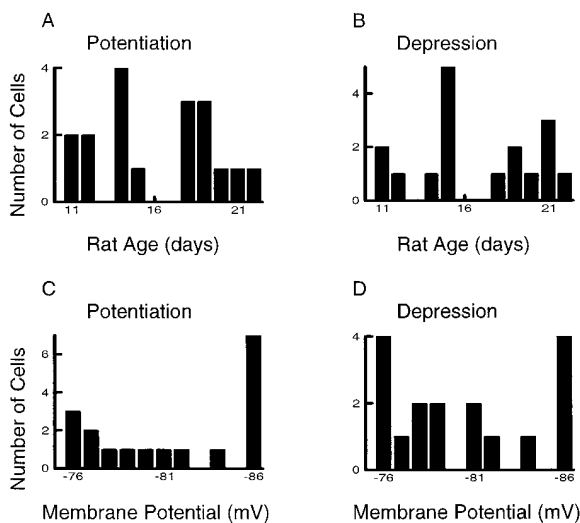 A
Potentiation
Number of Cells
4
2
0
11
16
21
Rat Age (days)
B
Depression
4
2
0
11
16
21
Rat Age (days)
C
Potentiation
Number of Cells
6
4
2
0
-76
-81
-86
Membrane Potential (mV)
D
Depression
4
2
0
-76
-81
-86
Membrane Potential (mV)